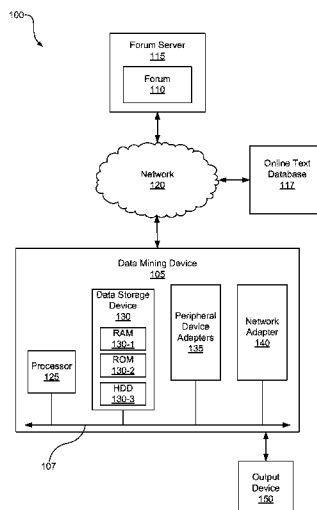 100
Forum Server
115
Forum
110
Network
120
Online Text
Database
117
Data Mining Device
105
Data Storage
Device
130
RAM
130-1
ROM
130-2
HDD
130-3
Peripheral
Device
Adapters
135
Network
Adapter
140
Processor
125
107
Output
Device
150